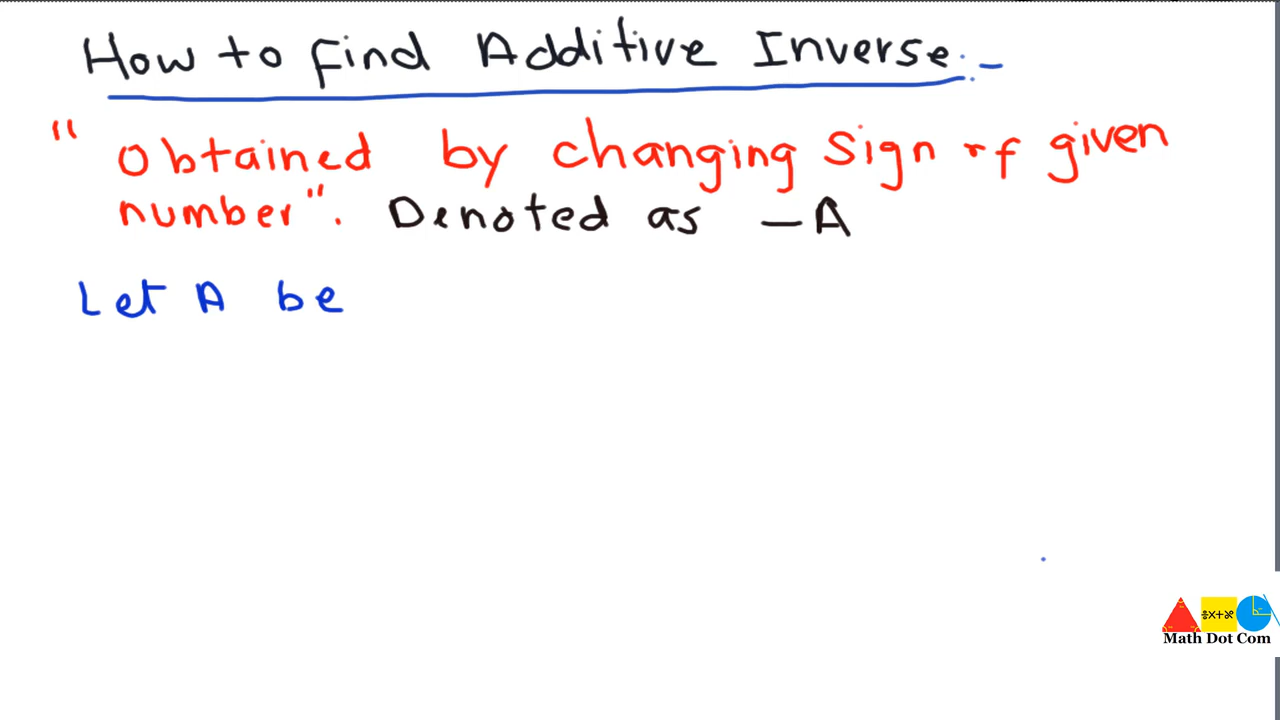 How to find Additive Inverse:-
"Obtained by changing sign of given
number". Denoted as -A
Let A be
Math Dot Com